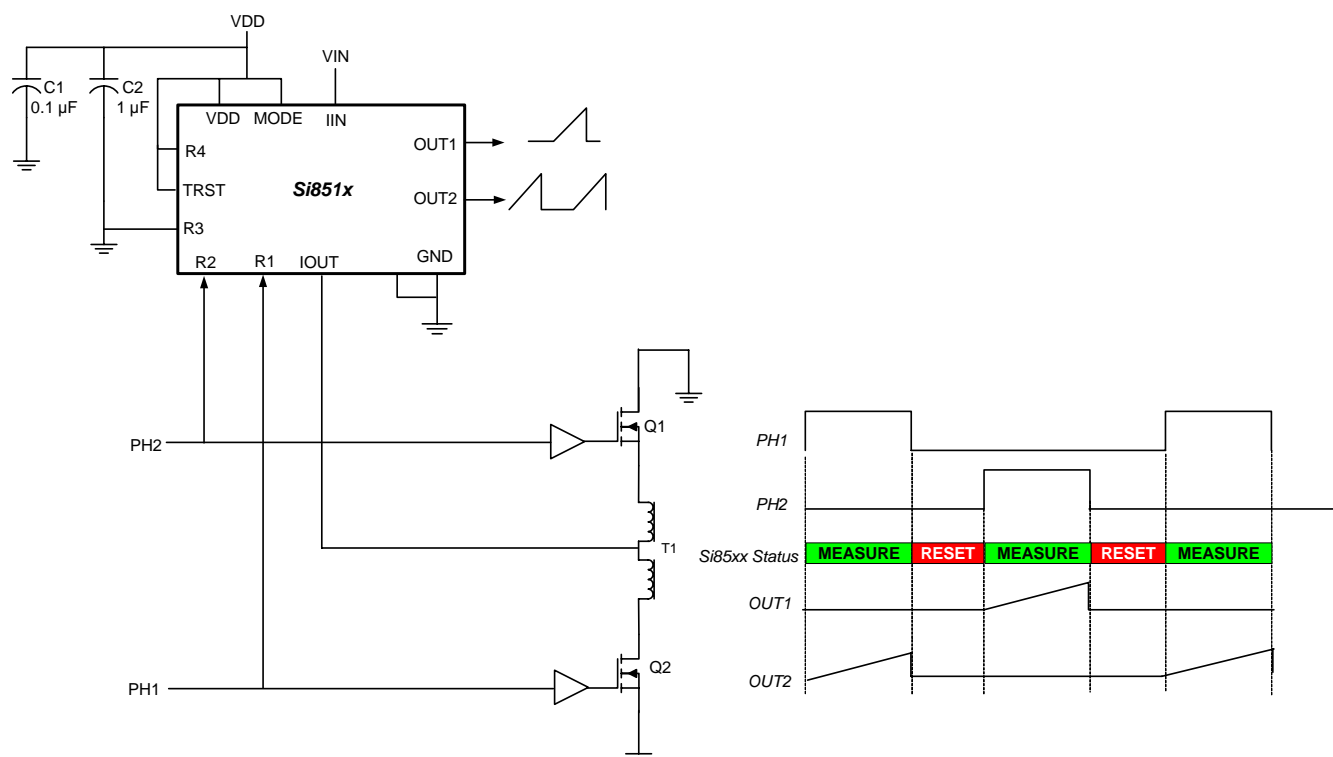 VDD
VIN
C1
0.1 µF
C2
1 µF
VDD
MODE
IIN
R4
TRST
R3
Si851x
OUT1
OUT2
R2
R1
IOUT
GND
Q1
PH2
T1
Q2
PH1
PH1
PH2
Si85xx Status
MEASURE
RESET
MEASURE
RESET
MEASURE
OUT1
OUT2